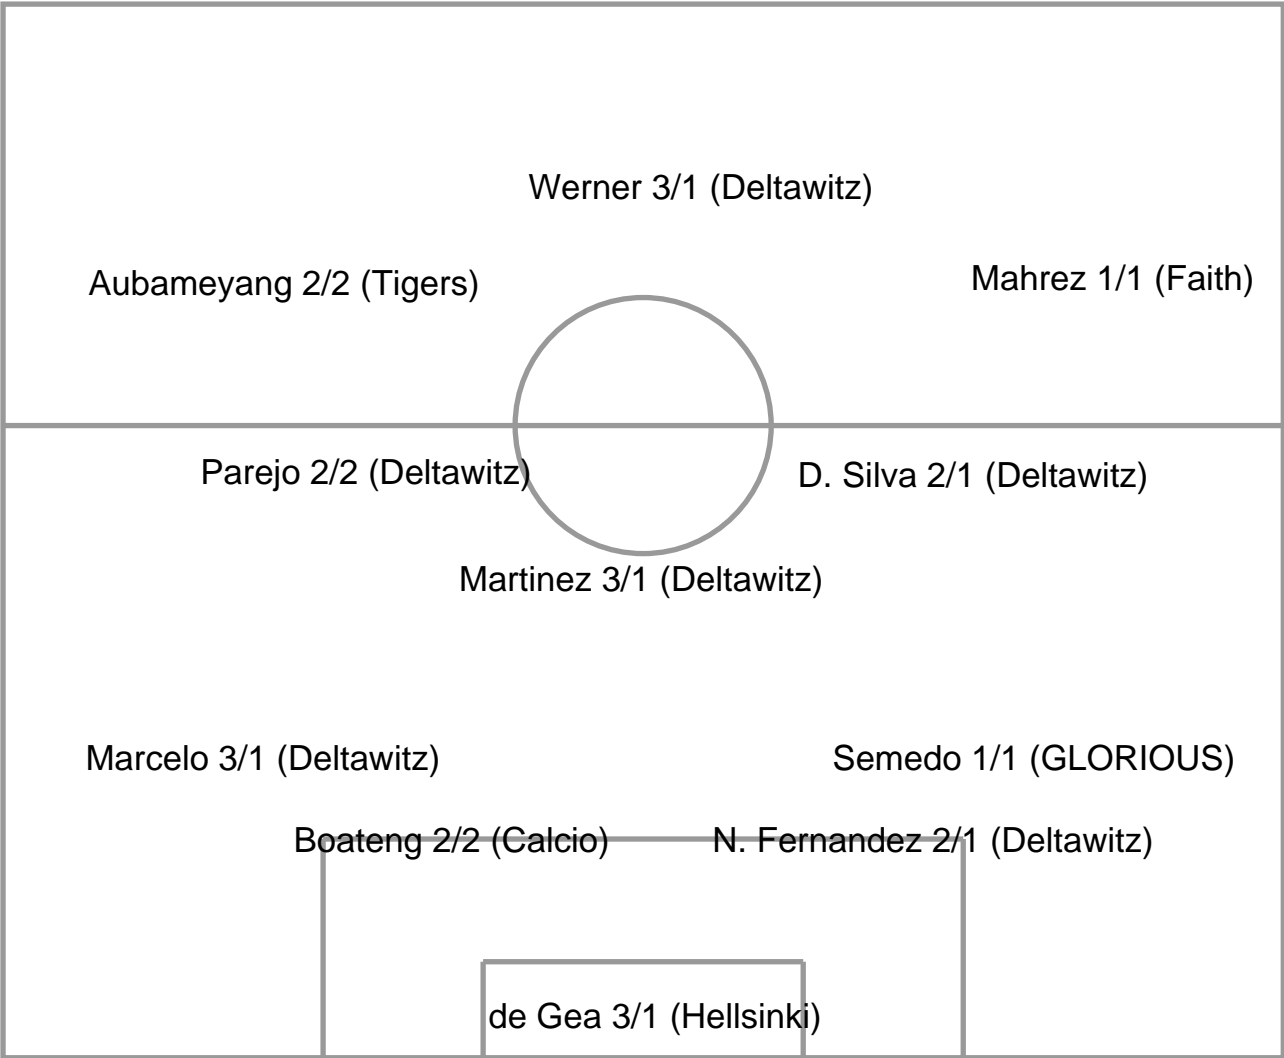 Werner 3/1 (Deltawitz)
Aubameyang 2/2 (Tigers)
Mahrez 1/1 (Faith)
Parejo 2/2 (Deltawitz)
D. Silva 2/1 (Deltawitz)
Martinez 3/1 (Deltawitz)
Marcelo 3/1 (Deltawitz)
Semedo 1/1 (GLORIOUS)
Boateng 2/2 (Calcio)
N. Fernandez 2/1 (Deltawitz)
de Gea 3/1 (Hellsinki)